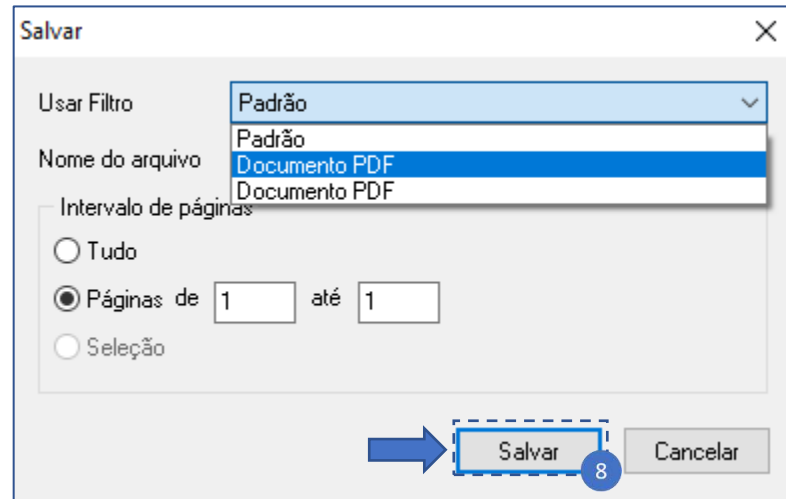 Salvar
Usar Filtro Padrão
Padrão
Nome do arquivo Documento PDF
Documento PDF
Intervalo de páginas
Tudo
Páginas de 1 até 1
Seleção
Salvar 8 Cancelar